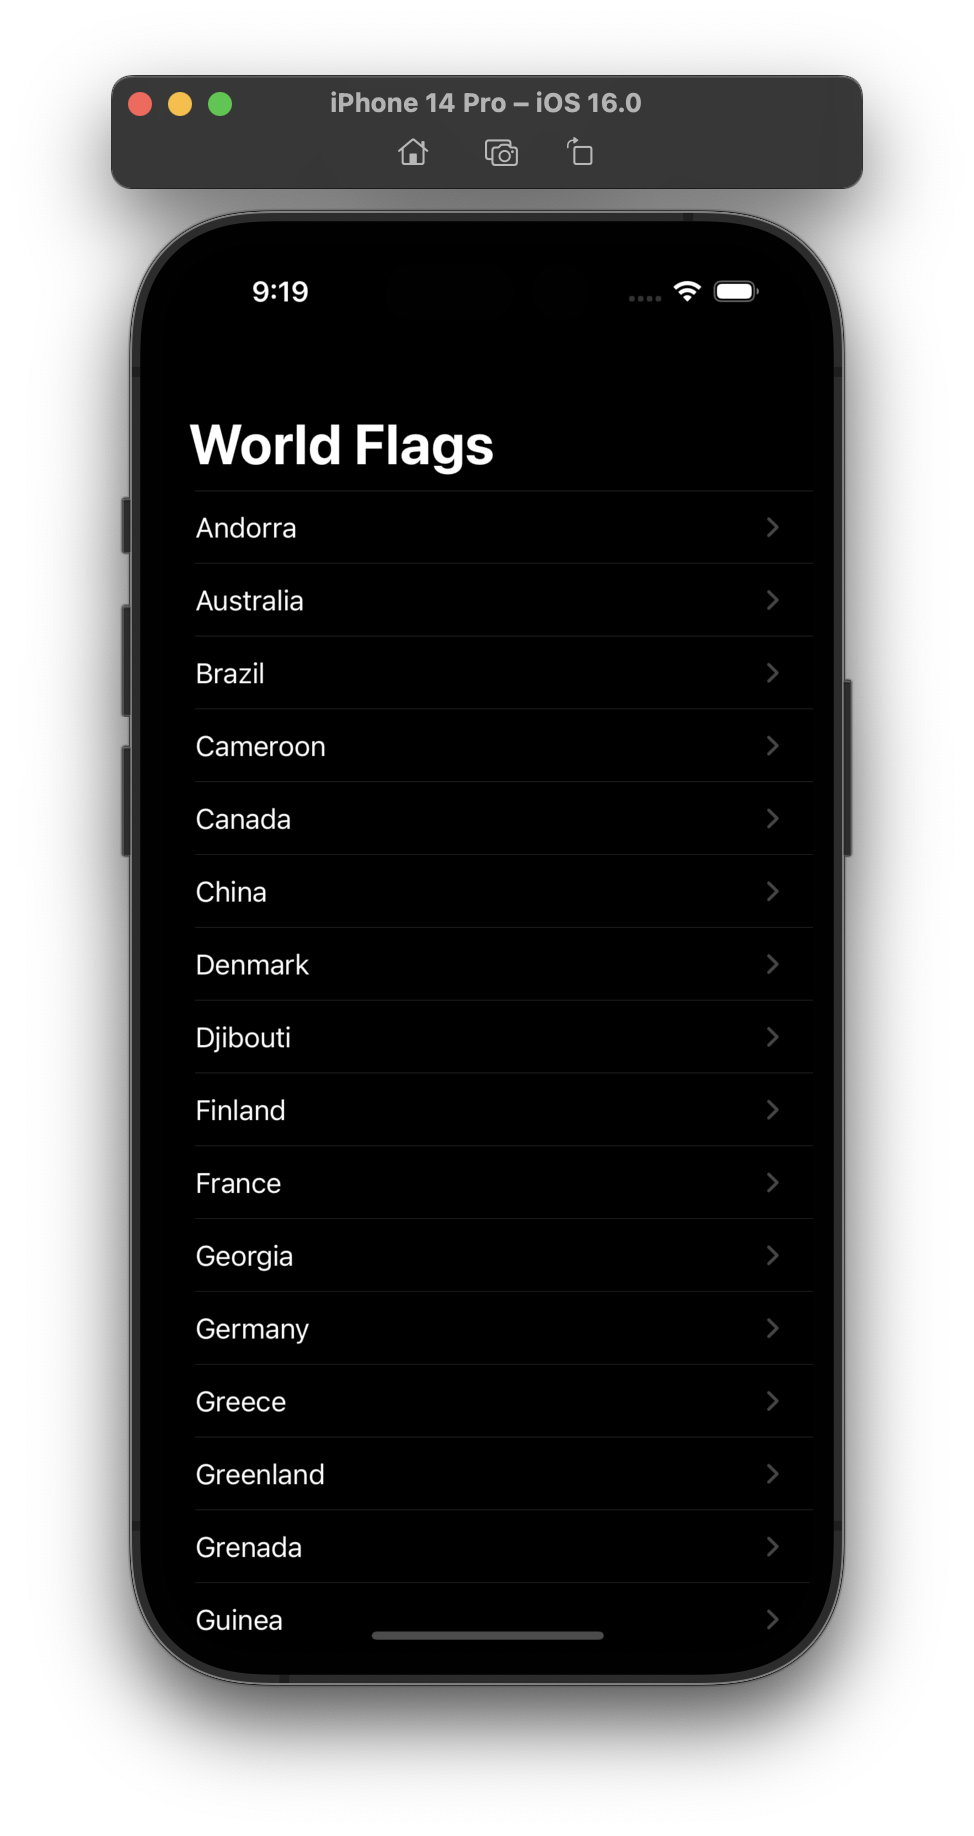 iPhone 14 Pro – iOS 16.0
9:19
World Flags
Andorra
Australia
Brazil
Cameroon
Canada
China
Denmark
Djibouti
Finland
France
Georgia
Germany
Greece
Greenland
Grenada
Guinea